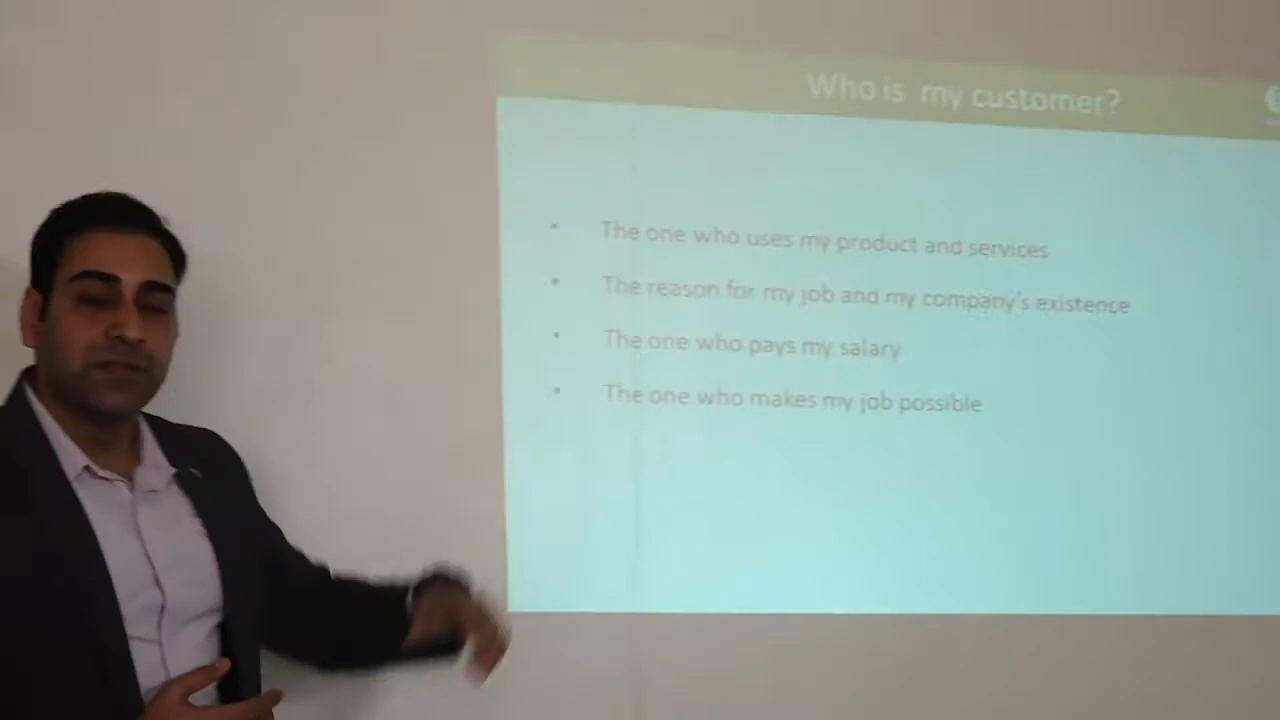 Who is my customer?
• The one who uses my product and services
• The reason for my job and my company's existence
• The one who pays my salary
• The one who makes my job possible